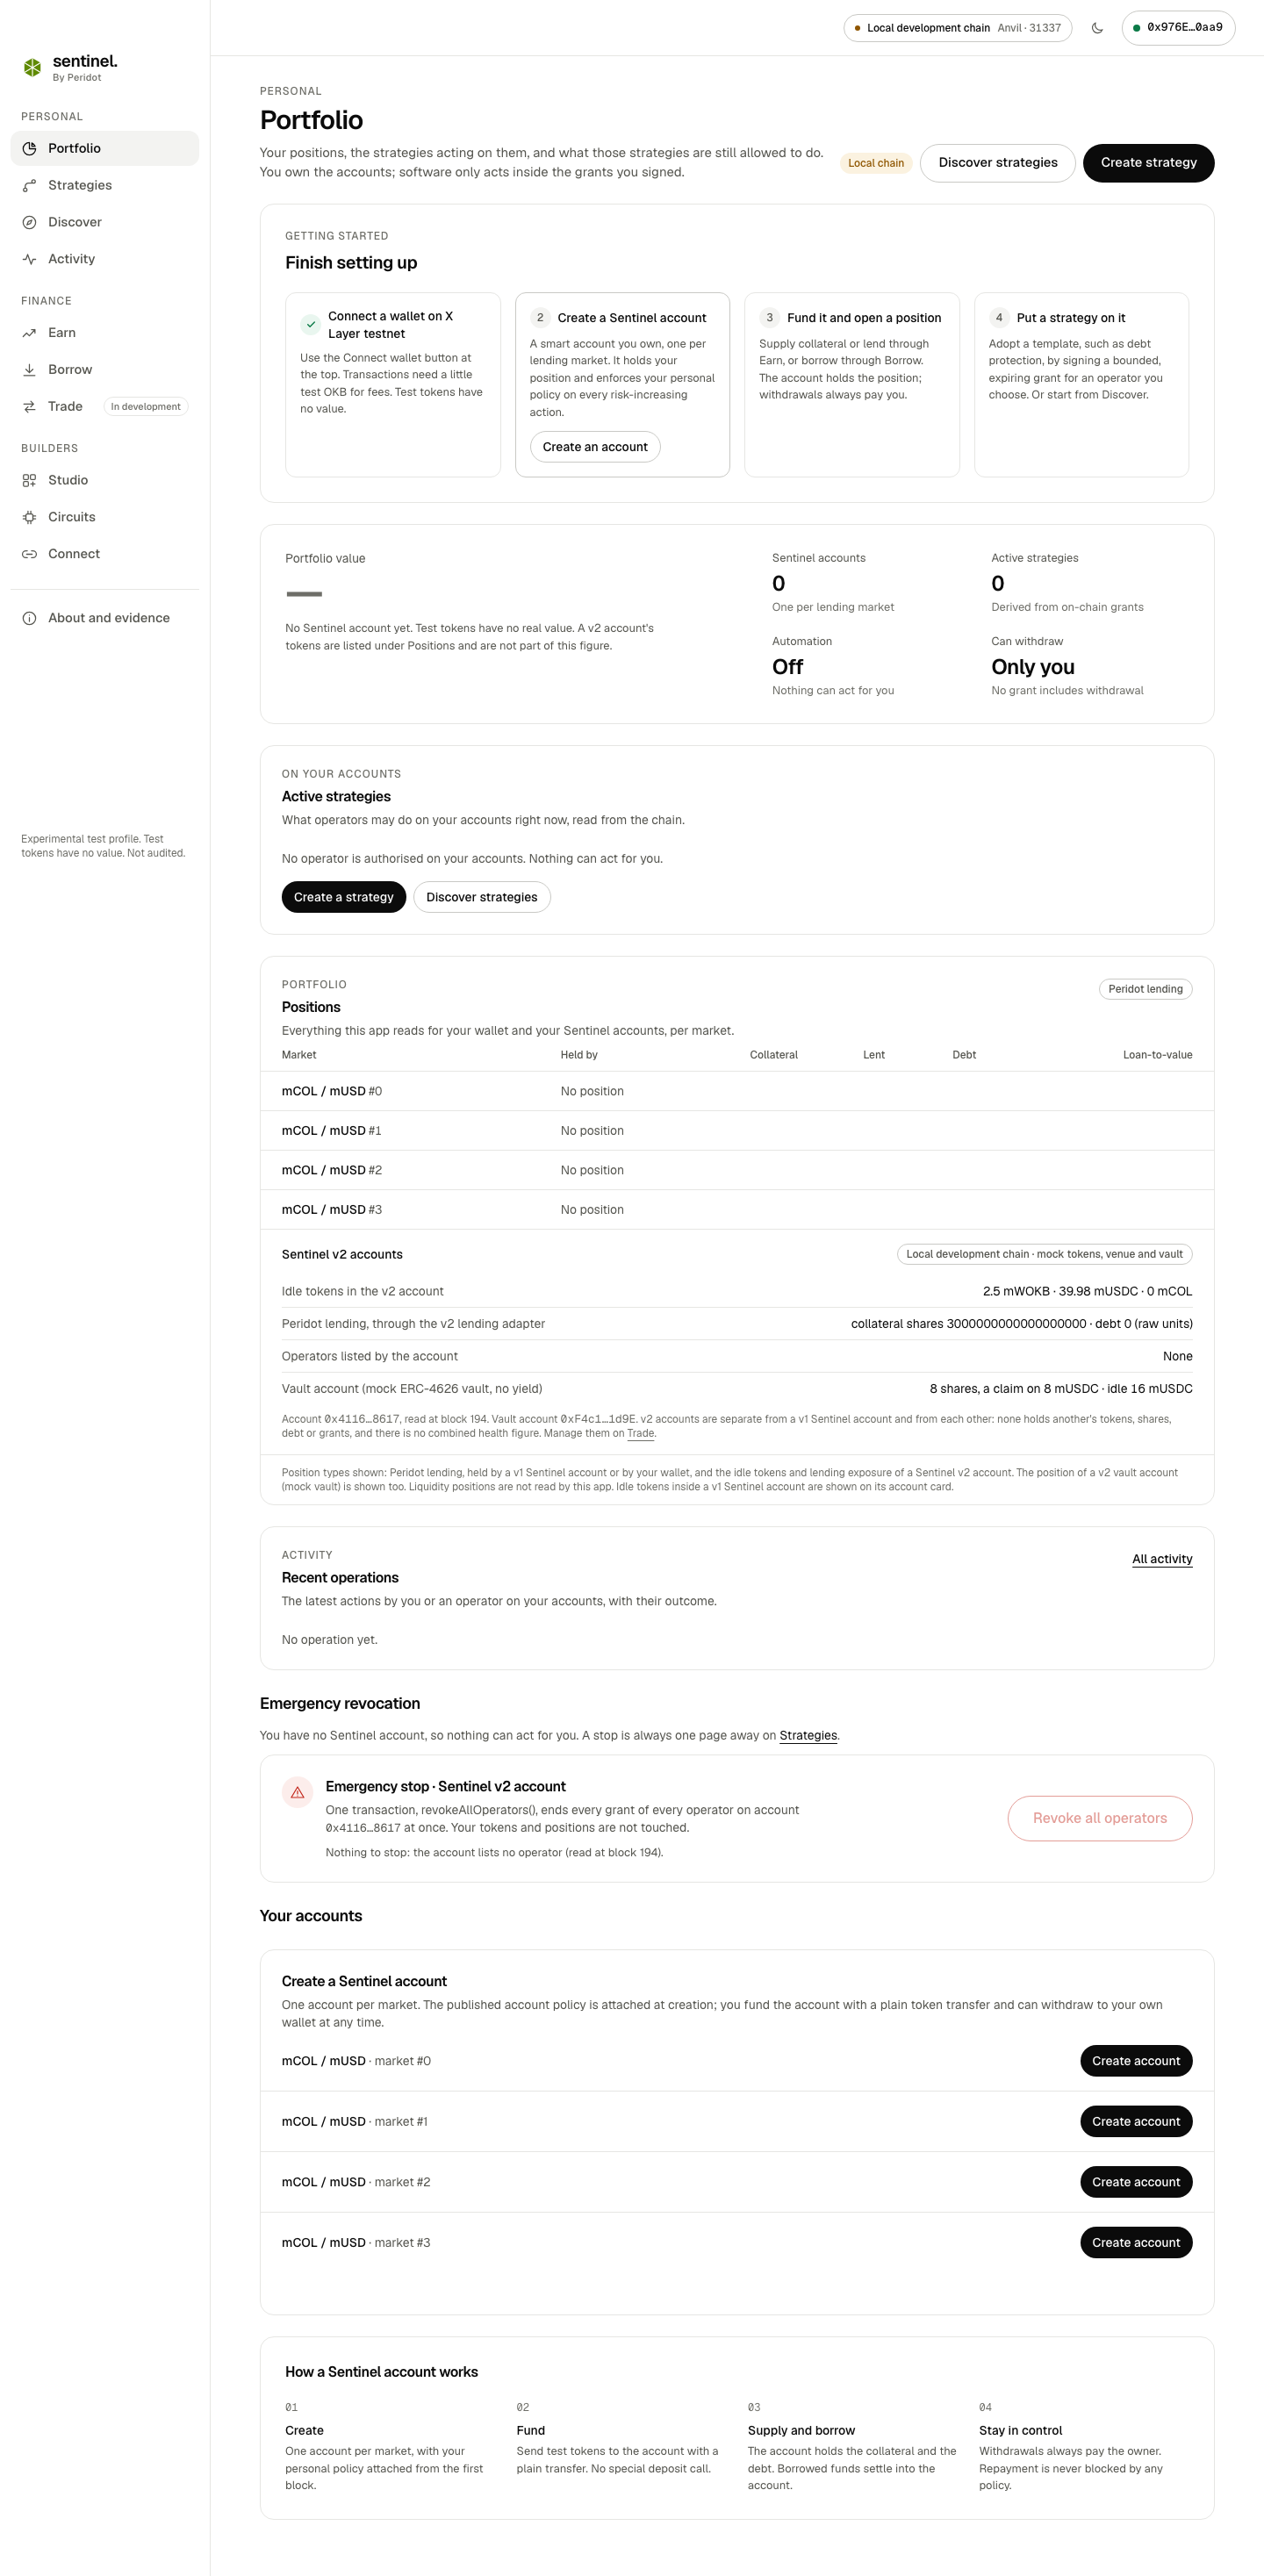 sentinel.
By Peridot
PERSONAL
Portfolio
Strategies
Discover
Activity
FINANCE
Earn
Borrow
Trade
In development
BUILDERS
Studio
Circuits
Connect
About and evidence
Experimental test profile. Test
tokens have no value. Not audited.
Local development chain Anvil · 31337
0x976E…0aa9
PERSONAL
Portfolio
Your positions, the strategies acting on them, and what those strategies are still allowed to do.
You own the accounts; software only acts inside the grants you signed.
Local chain
Discover strategies
Create strategy
GETTING STARTED
Finish setting up
Connect a wallet on X
Layer testnet
Use the Connect wallet button at
the top. Transactions need a little
test OKB for fees. Test tokens have
no value.
2 Create a Sentinel account
A smart account you own, one per
lending market. It holds your
position and enforces your personal
policy on every risk-increasing
action.
Create an account
3 Fund it and open a position
Supply collateral or lend through
Earn, or borrow through Borrow.
The account holds the position;
withdrawals always pay you.
4 Put a strategy on it
Adopt a template, such as debt
protection, by signing a bounded,
expiring grant for an operator you
choose. Or start from Discover.
Portfolio value
—
No Sentinel account yet. Test tokens have no real value. A v2 account's
tokens are listed under Positions and are not part of this figure.
Sentinel accounts
0
One per lending market
Active strategies
0
Derived from on-chain grants
Automation
Off
Nothing can act for you
Can withdraw
Only you
No grant includes withdrawal
ON YOUR ACCOUNTS
Active strategies
What operators may do on your accounts right now, read from the chain.
No operator is authorised on your accounts. Nothing can act for you.
Create a strategy
Discover strategies
PORTFOLIO
Positions
Everything this app reads for your wallet and your Sentinel accounts, per market.
Peridot lending
Market Held by Collateral Lent Debt Loan-to-value
mCOL / mUSD #0 No position
mCOL / mUSD #1 No position
mCOL / mUSD #2 No position
mCOL / mUSD #3 No position
Sentinel v2 accounts
Local development chain · mock tokens, venue and vault
Idle tokens in the v2 account 2.5 mWOKB · 39.98 mUSDC · 0 mCOL
Peridot lending, through the v2 lending adapter collateral shares 3000000000000000000 · debt 0 (raw units)
Operators listed by the account None
Vault account (mock ERC-4626 vault, no yield) 8 shares, a claim on 8 mUSDC · idle 16 mUSDC
Account 0x4116…8617, read at block 194. Vault account 0xF4c1…1d9E. v2 accounts are separate from a v1 Sentinel account and from each other: none holds another's tokens, shares,
debt or grants, and there is no combined health figure. Manage them on Trade.
Position types shown: Peridot lending, held by a v1 Sentinel account or by your wallet, and the idle tokens and lending exposure of a Sentinel v2 account. The position of a v2 vault account
(mock vault) is shown too. Liquidity positions are not read by this app. Idle tokens inside a v1 Sentinel account are shown on its account card.
ACTIVITY
Recent operations
The latest actions by you or an operator on your accounts, with their outcome.
All activity
No operation yet.
Emergency revocation
You have no Sentinel account, so nothing can act for you. A stop is always one page away on Strategies.
Emergency stop · Sentinel v2 account
One transaction, revokeAllOperators(), ends every grant of every operator on account
0x4116…8617 at once. Your tokens and positions are not touched.
Nothing to stop: the account lists no operator (read at block 194).
Revoke all operators
Your accounts
Create a Sentinel account
One account per market. The published account policy is attached at creation; you fund the account with a plain token transfer and can withdraw to your own
wallet at any time.
mCOL / mUSD · market #0 Create account
mCOL / mUSD · market #1 Create account
mCOL / mUSD · market #2 Create account
mCOL / mUSD · market #3 Create account
How a Sentinel account works
01
Create
One account per market, with your
personal policy attached from the first
block.
02
Fund
Send test tokens to the account with a
plain transfer. No special deposit call.
03
Supply and borrow
The account holds the collateral and the
debt. Borrowed funds settle into the
account.
04
Stay in control
Withdrawals always pay the owner.
Repayment is never blocked by any
policy.